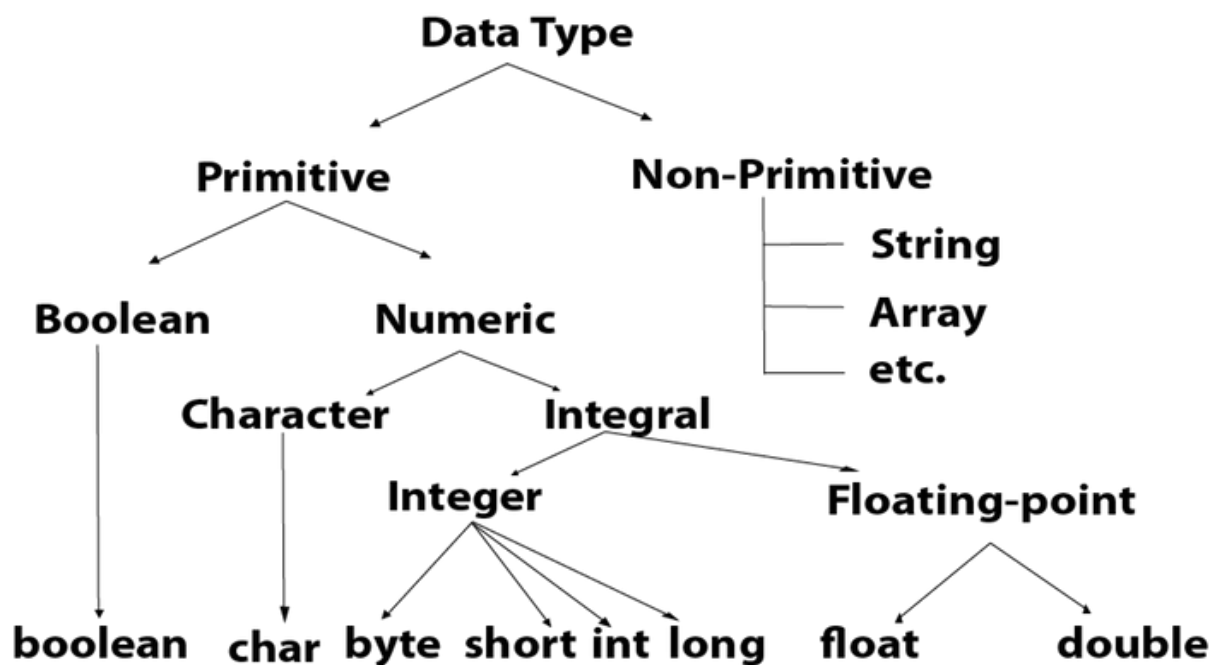 Data Type
Primitive
Non-Primitive
String
Boolean
Numeric
Array
etc.
Character
Integral
Integer
Floating-point
boolean
char
byte
short
int
long
float
double